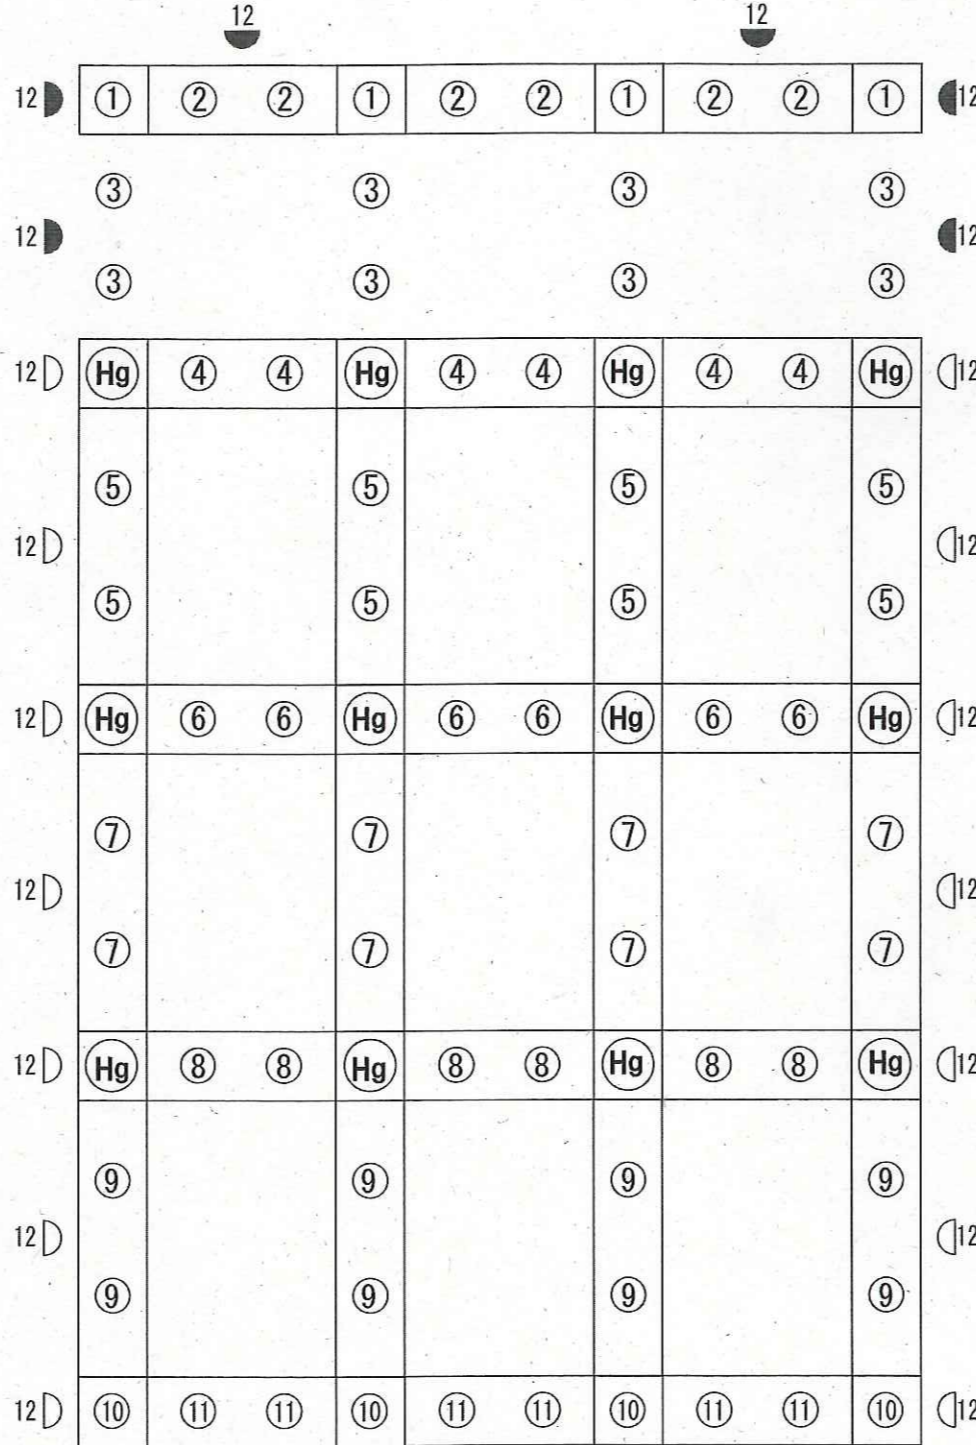 12 12
12 ① ② ② ① ② ② ① ② ② ① 12
③ ③ ③ ③
12 12
③ ③ ③ ③
12 Hg ④ ④ Hg ④ ④ Hg ④ ④ Hg 12
⑤ ⑤ ⑤ ⑤
12 12
⑤ ⑤ ⑤ ⑤
12 Hg ⑥ ⑥ Hg ⑥ ⑥ Hg ⑥ ⑥ Hg 12
⑦ ⑦ ⑦ ⑦
12 12
⑦ ⑦ ⑦ ⑦
12 Hg ⑧ ⑧ Hg ⑧ ⑧ Hg ⑧ ⑧ Hg 12
⑨ ⑨ ⑨ ⑨
12 12
⑨ ⑨ ⑨ ⑨
12 ⑩ ⑪ ⑪ ⑩ ⑪ ⑪ ⑩ ⑪ ⑪ ⑩ 12